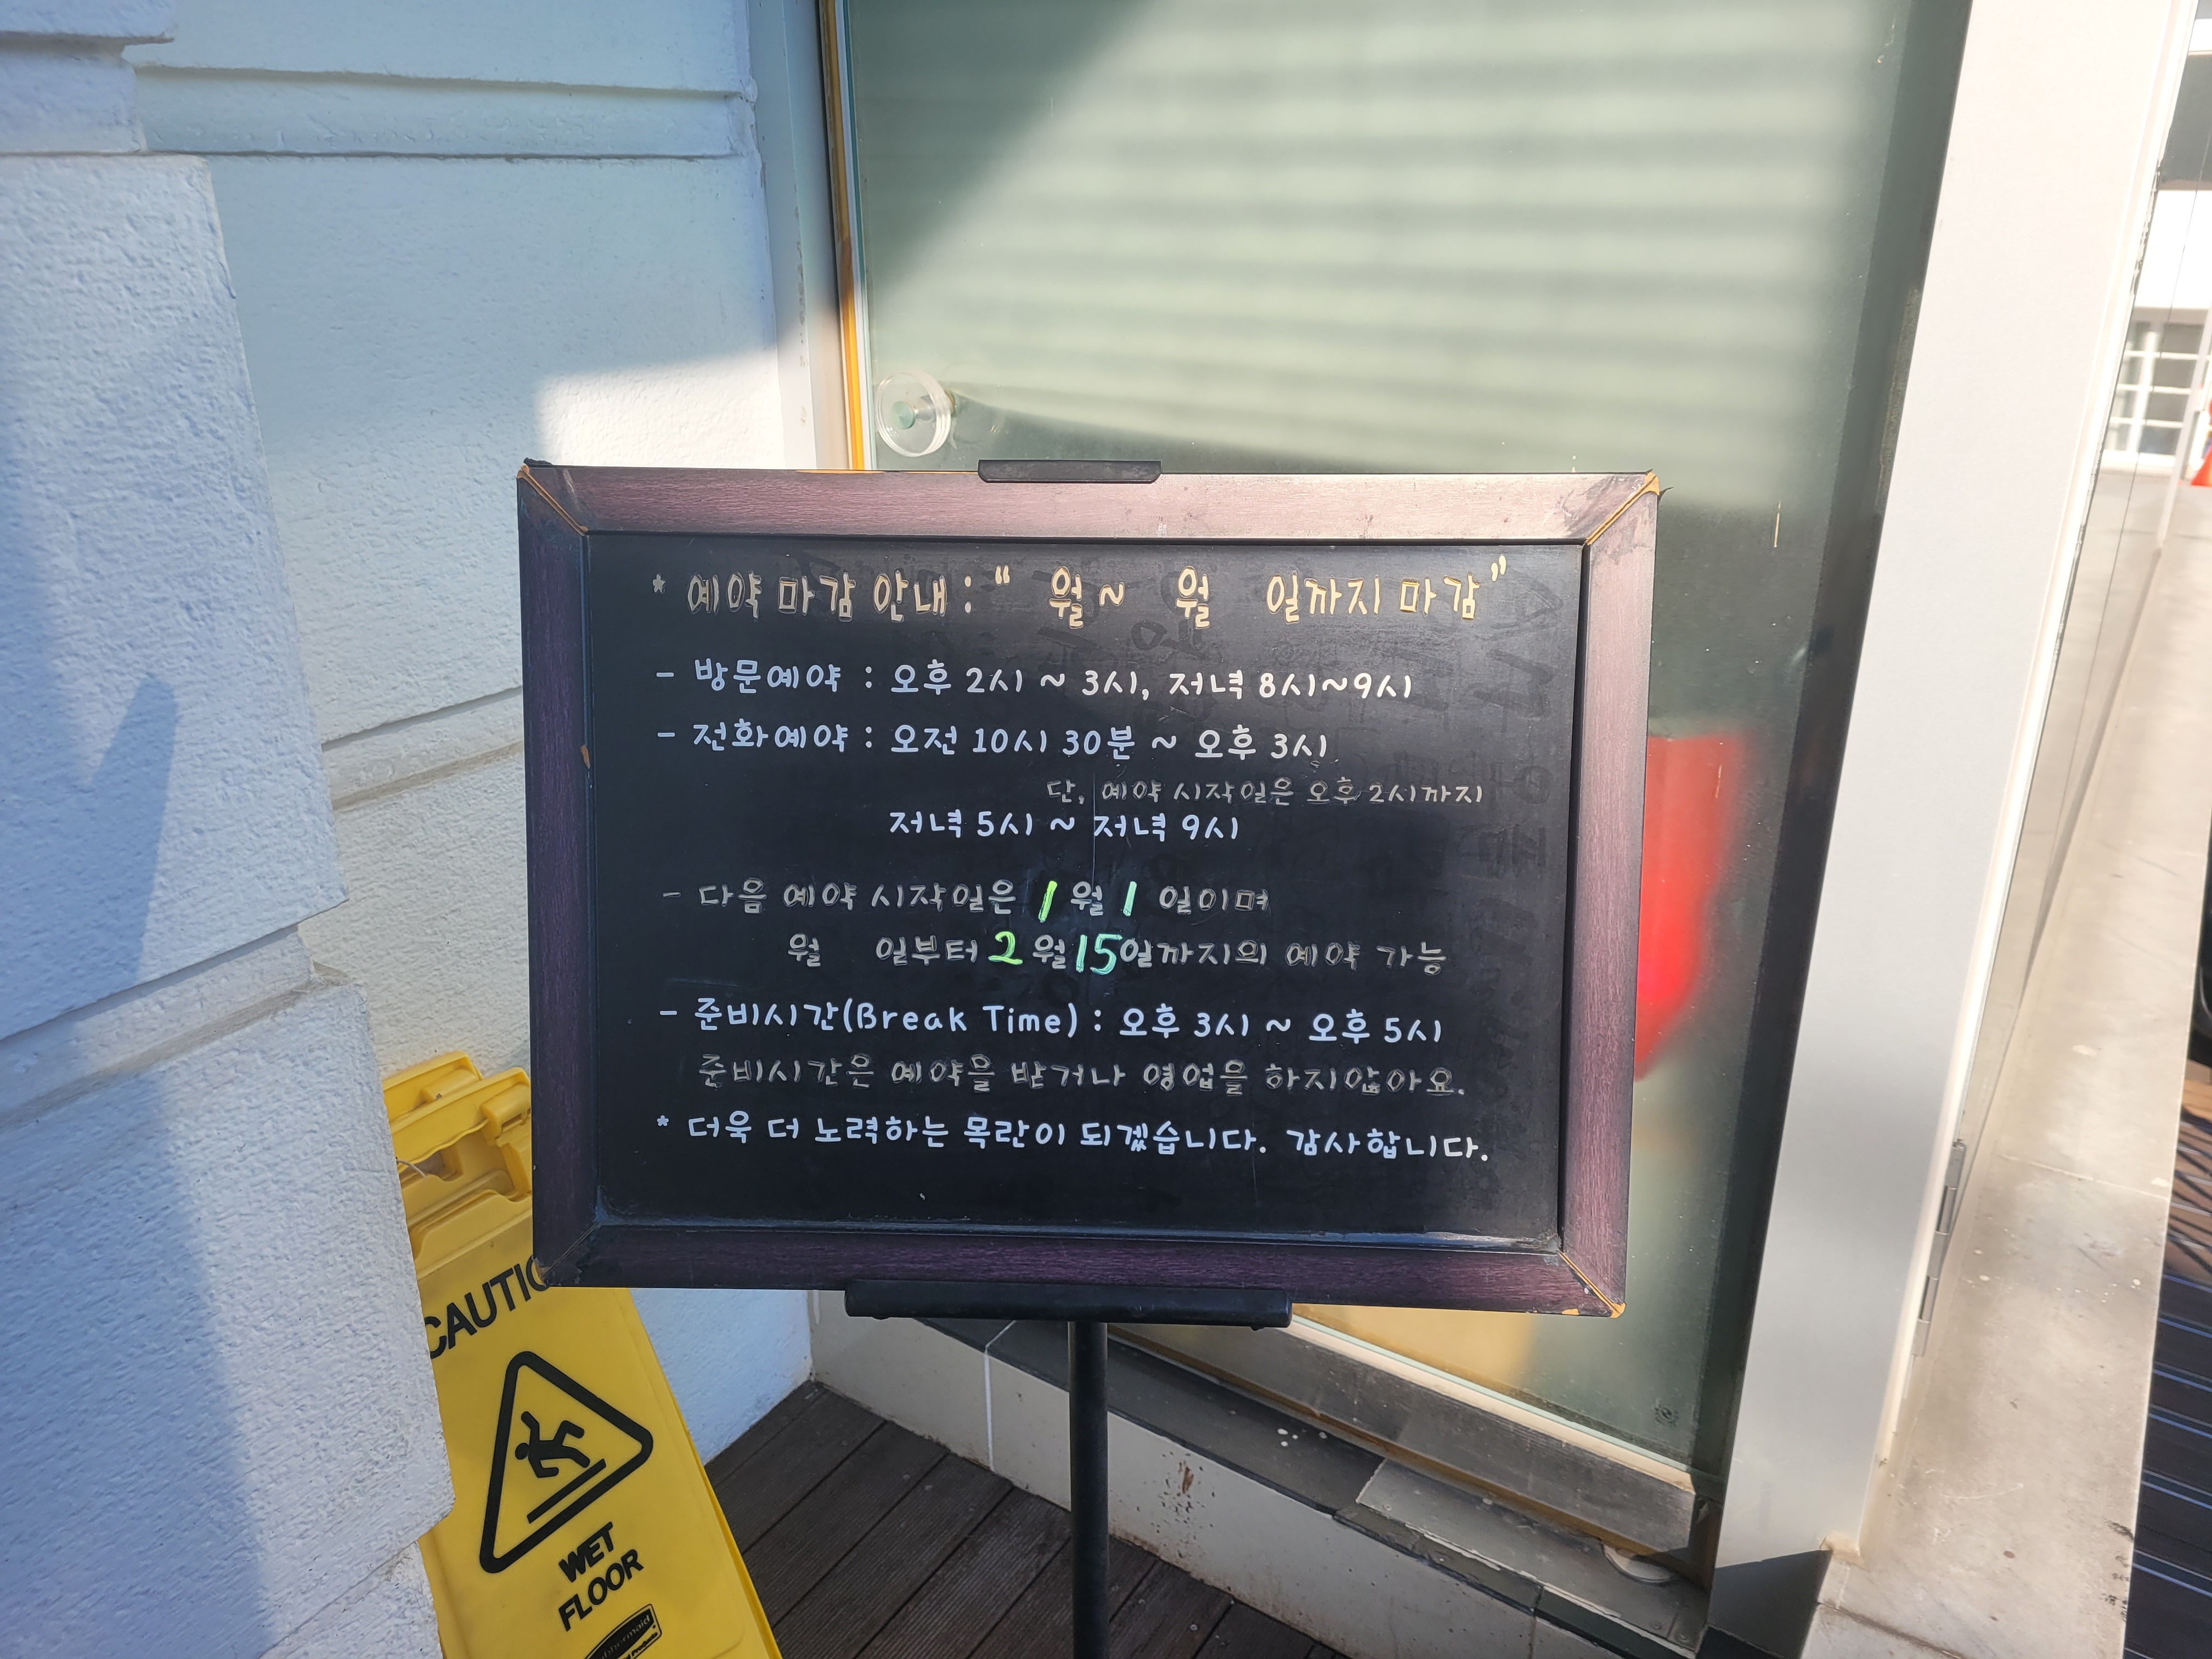 * 예약 마감 안내 : " 월 ~ 월 일까지 마감"
- 방문예약 : 오후 2시 ~ 3시, 저녁 8시~9시
- 전화예약 : 오전 10시 30분 ~ 오후 3시
단, 예약 시작일은 오후 2시까지
저녁 5시 ~ 저녁 9시
- 다음 예약 시작일은 1월 1일이며
월 일부터 2월 15일까지의 예약 가능
- 준비시간(Break Time) : 오후 3시 ~ 오후 5시
준비시간은 예약을 받거나 영업을 하지않아요.
* 더욱 더 노력하는 목란이 되겠습니다. 감사합니다.
CAUTIO
WET
FLOOR